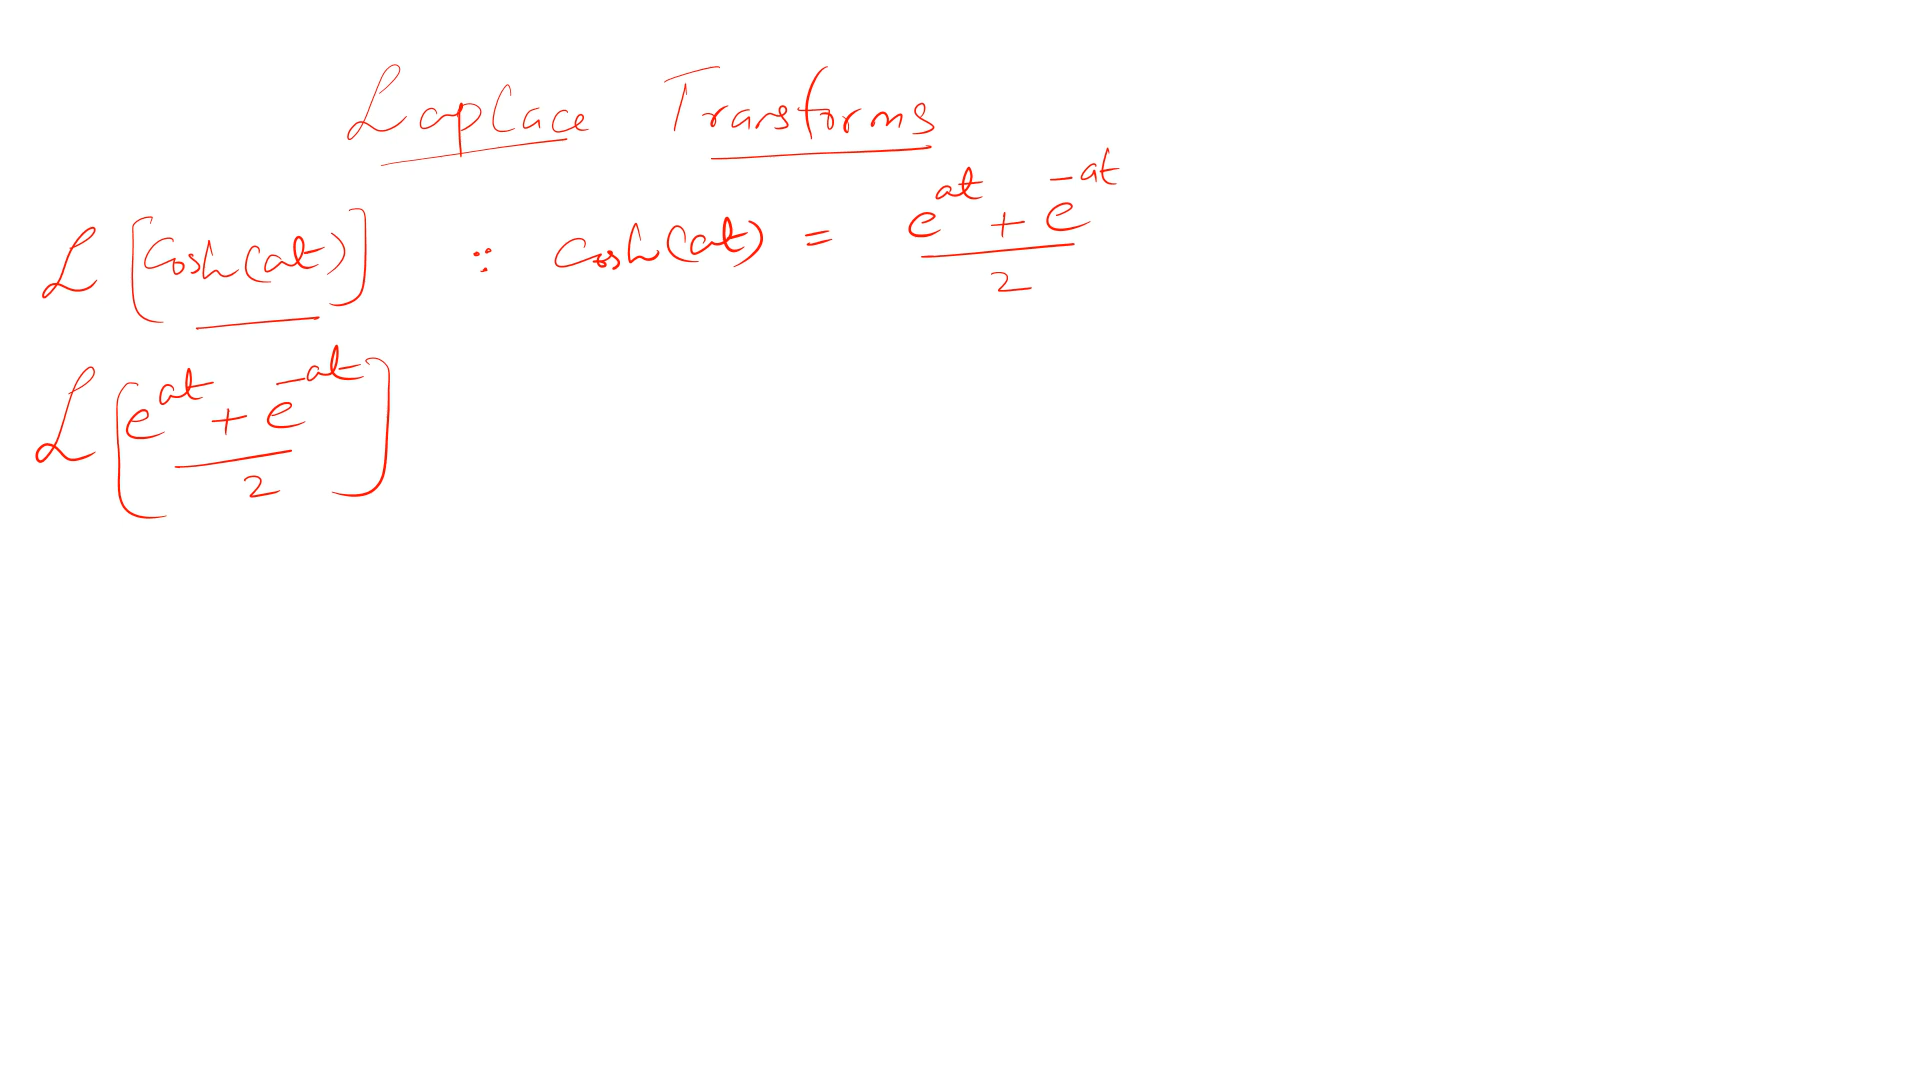 Laplace Transforms
ℒ[Cosh(at)] ∵ Cosh(at) = (e^{at} + e^{-at})/2
ℒ[(e^{at} + e^{-at})/2]